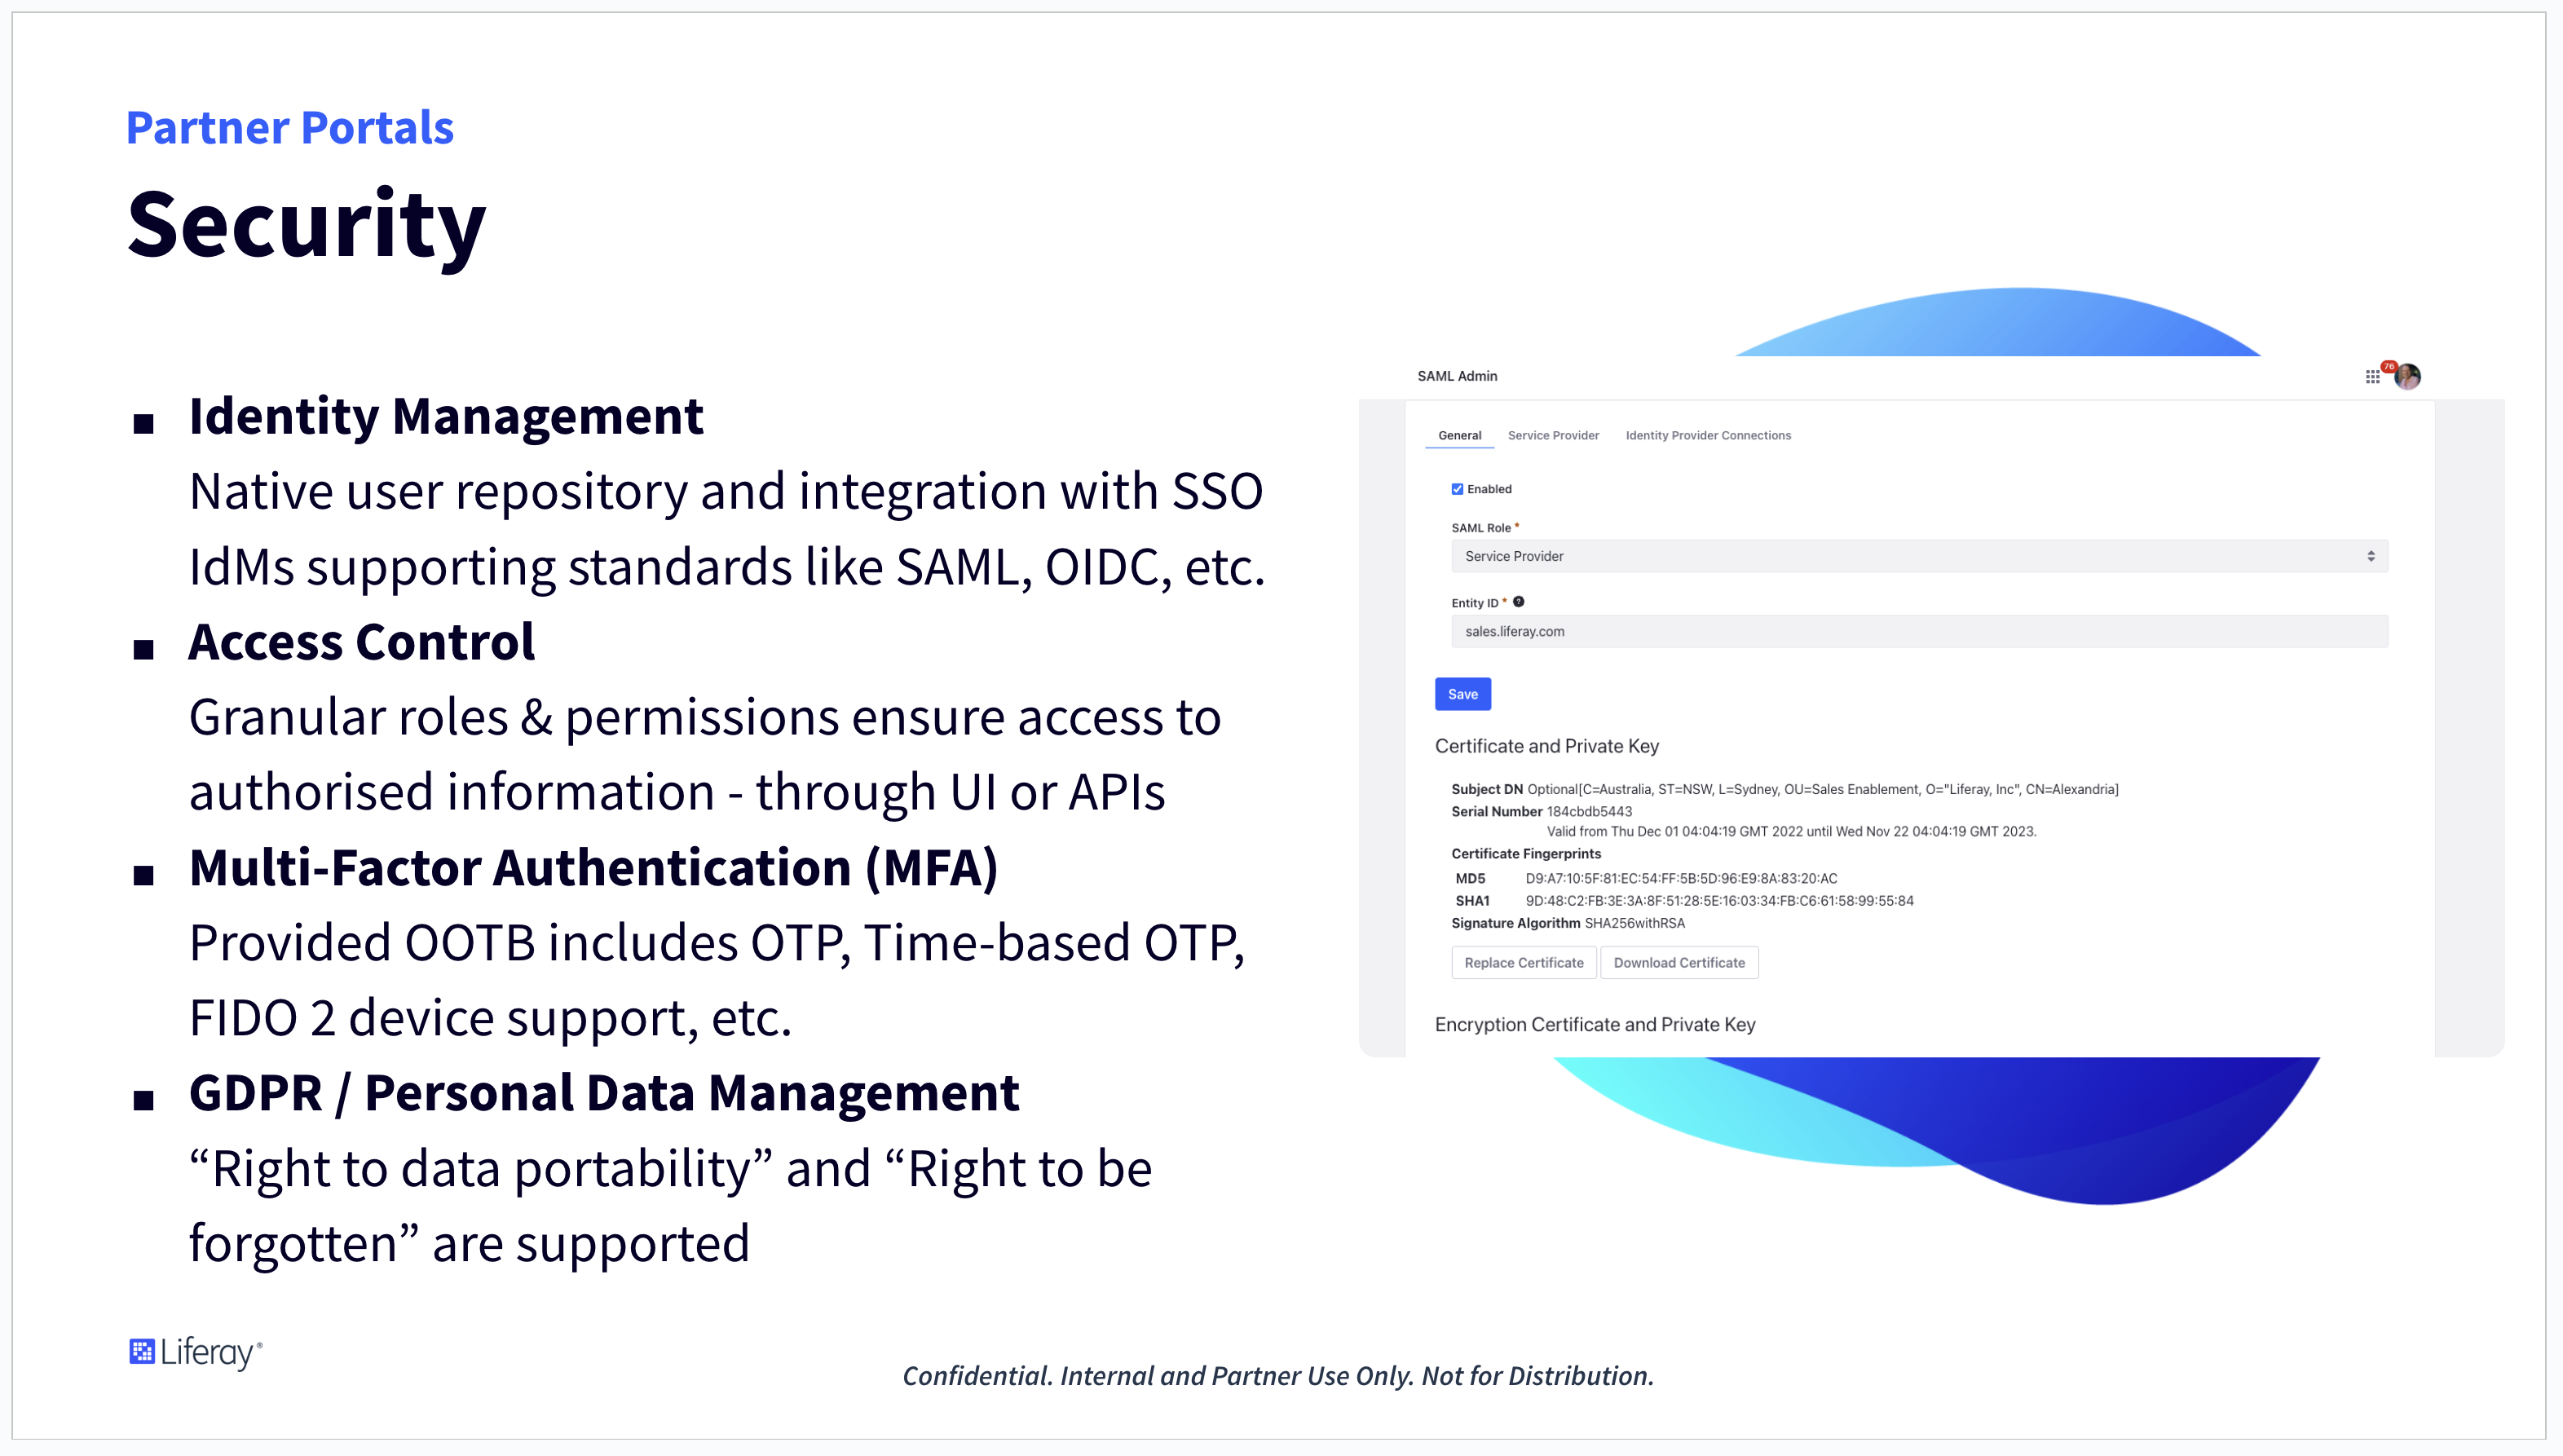 Partner Portals
Security
■ Identity Management
Native user repository and integration with SSO
IdMs supporting standards like SAML, OIDC, etc.
■ Access Control
Granular roles & permissions ensure access to
authorised information - through UI or APIs
■ Multi-Factor Authentication (MFA)
Provided OOTB includes OTP, Time-based OTP,
FIDO 2 device support, etc.
■ GDPR / Personal Data Management
“Right to data portability” and “Right to be
forgotten” are supported
SAML Admin
76
General Service Provider Identity Provider Connections
Enabled
SAML Role *
Service Provider
Entity ID * ?
sales.liferay.com
Save
Certificate and Private Key
Subject DN Optional[C=Australia, ST=NSW, L=Sydney, OU=Sales Enablement, O="Liferay, Inc", CN=Alexandria]
Serial Number 184cbdb5443
Valid from Thu Dec 01 04:04:19 GMT 2022 until Wed Nov 22 04:04:19 GMT 2023.
Certificate Fingerprints
MD5 D9:A7:10:5F:81:EC:54:FF:5B:5D:96:E9:8A:83:20:AC
SHA1 9D:48:C2:FB:3E:3A:8F:51:28:5E:16:03:34:FB:C6:61:58:99:55:84
Signature Algorithm SHA256withRSA
Replace Certificate Download Certificate
Encryption Certificate and Private Key
Liferay®
Confidential. Internal and Partner Use Only. Not for Distribution.